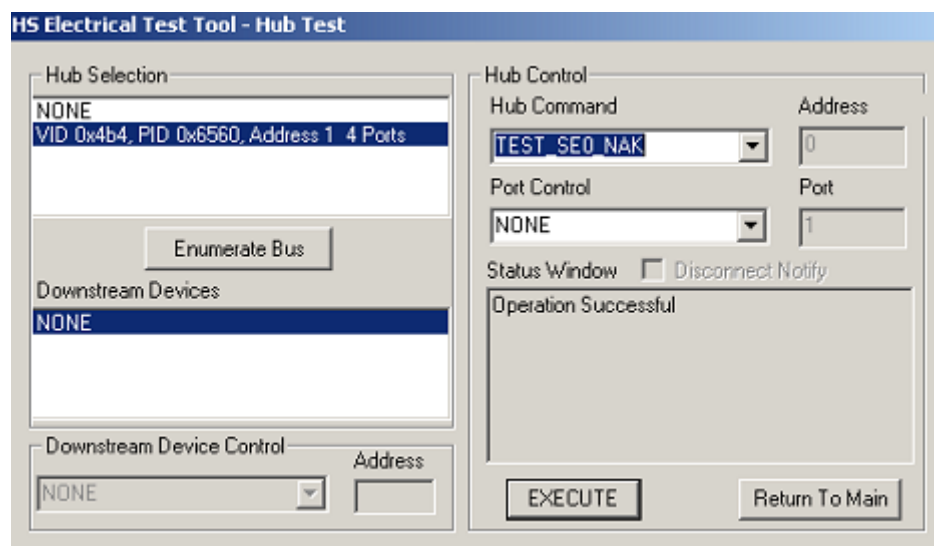 HS Electrical Test Tool - Hub Test
Hub Selection
NONE
VID 0x4b4, PID 0x6560, Address 1 4 Ports
Enumerate Bus
Downstream Devices
NONE
Downstream Device Control
Address
NONE
Hub Control
Hub Command
Address
TEST_SE0_NAK
0
Port Control
Port
NONE
1
Status Window
Disconnect Notify
Operation Successful
EXECUTE
Return To Main